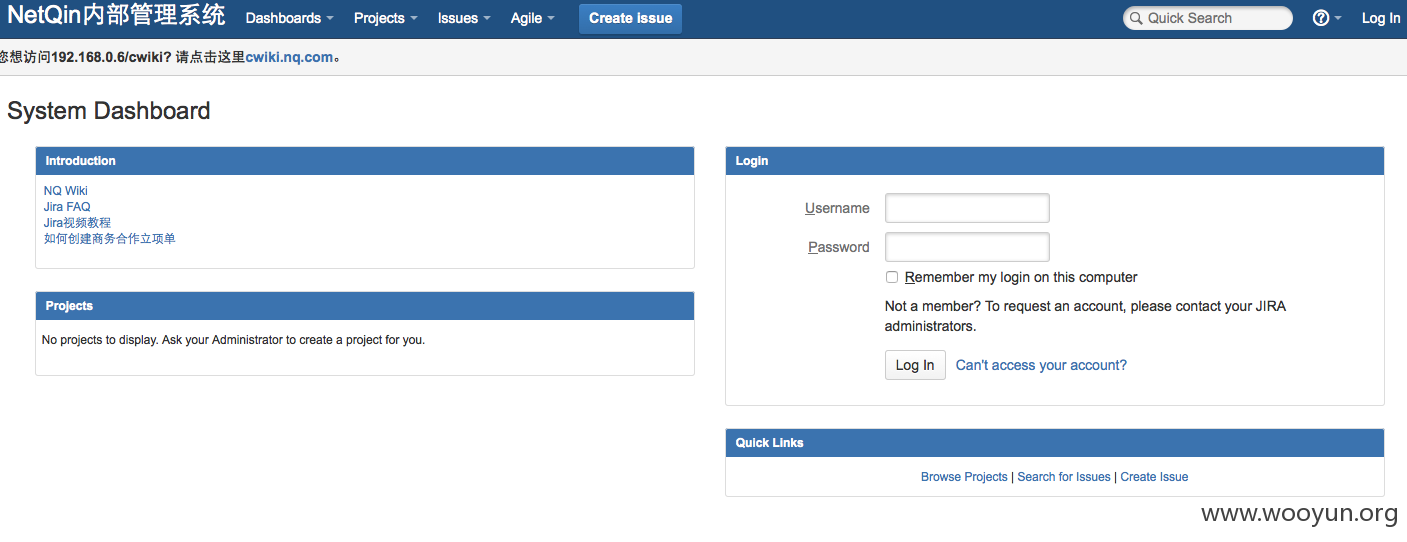 NetQin内部管理系统 Dashboards Projects Issues Agile Create Issue Quick Search Log In
您想访问192.168.0.6/cwiki? 请点击这里cwiki.nq.com。
System Dashboard
Introduction
NQ Wiki
Jira FAQ
Jira视频教程
如何创建商务合作立项单
Projects
No projects to display. Ask your Administrator to create a project for you.
Login
Username
Password
Remember my login on this computer
Not a member? To request an account, please contact your JIRA
administrators.
Log In Can't access your account?
Quick Links
Browse Projects | Search for Issues | Create Issue
www.wooyun.org